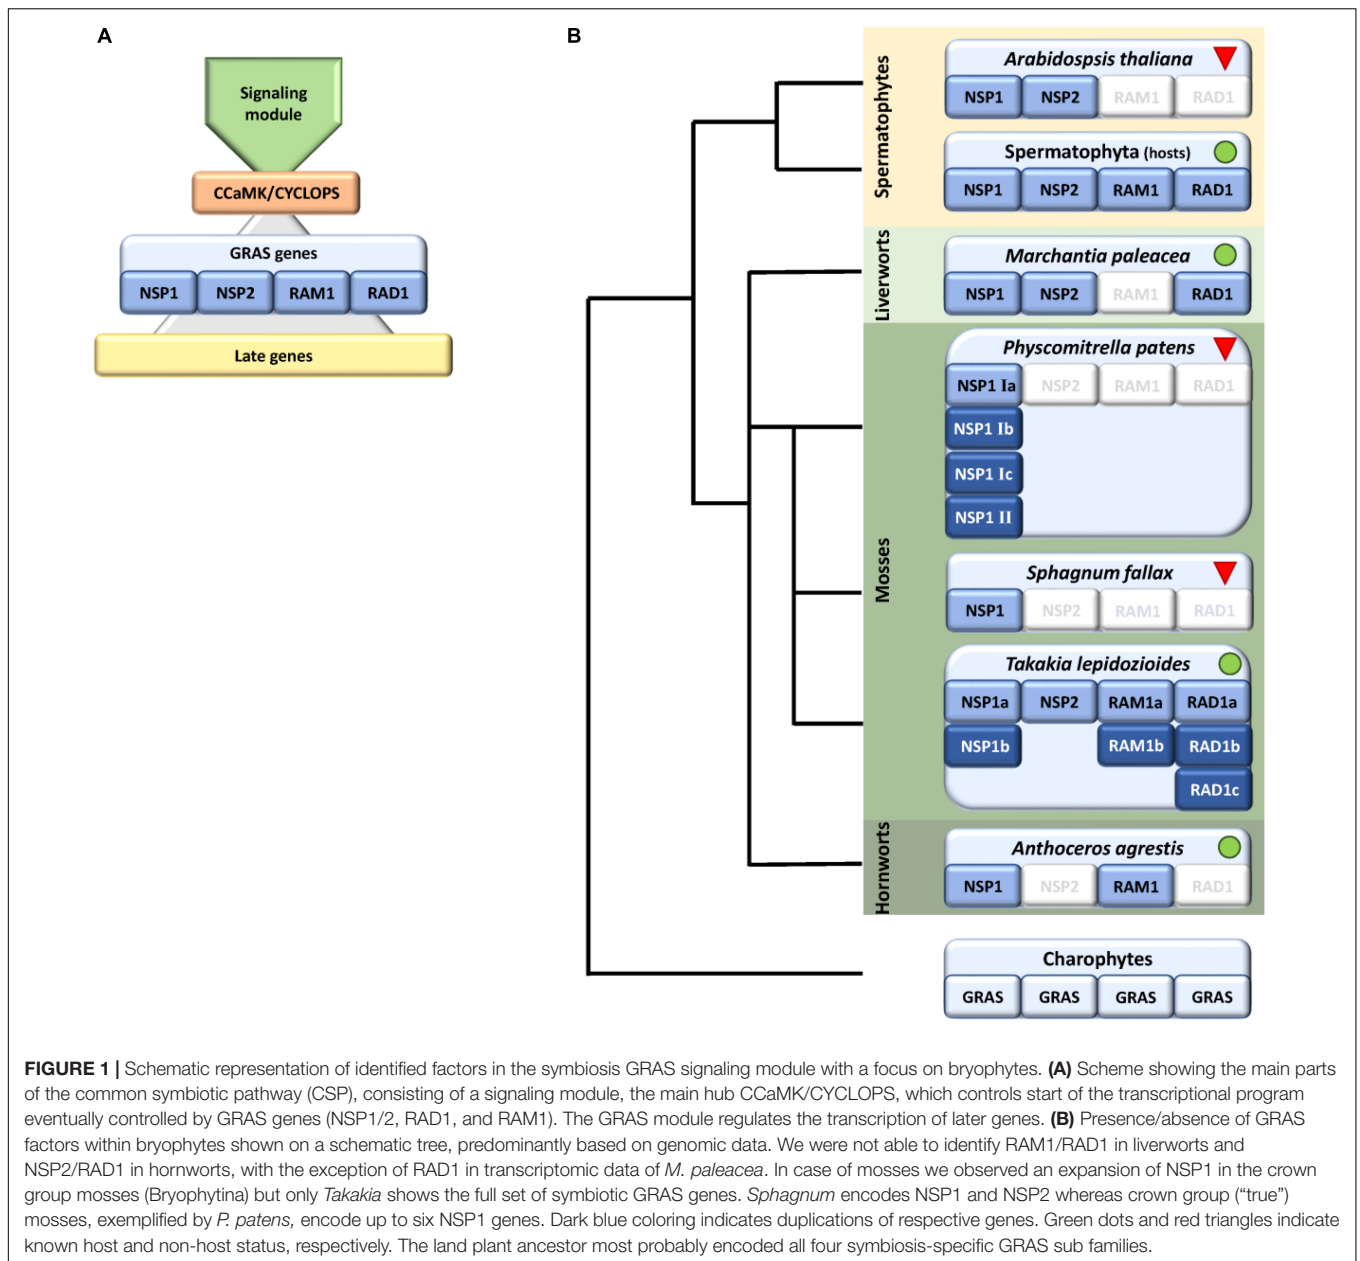 A
Signaling
module
CCaMK/CYCLOPS
GRAS genes
NSP1 NSP2 RAM1 RAD1
Late genes
B
Spermatophytes
Arabidospsis thaliana
NSP1 NSP2 RAM1 RAD1
Spermatophyta (hosts)
NSP1 NSP2 RAM1 RAD1
Liverworts
Marchantia paleacea
NSP1 NSP2 RAM1 RAD1
Mosses
Physcomitrella patens
NSP1 Ia NSP2 RAM1 RAD1
NSP1 Ib
NSP1 Ic
NSP1 II
Sphagnum fallax
NSP1 NSP2 RAM1 RAD1
Takakia lepidozioides
NSP1a NSP2 RAM1a RAD1a
NSP1b RAM1b RAD1b
RAD1c
Hornworts
Anthoceros agrestis
NSP1 NSP2 RAM1 RAD1
Charophytes
GRAS GRAS GRAS GRAS
FIGURE 1 | Schematic representation of identified factors in the symbiosis GRAS signaling module with a focus on bryophytes. (A) Scheme showing the main parts
of the common symbiotic pathway (CSP), consisting of a signaling module, the main hub CCaMK/CYCLOPS, which controls start of the transcriptional program
eventually controlled by GRAS genes (NSP1/2, RAD1, and RAM1). The GRAS module regulates the transcription of later genes. (B) Presence/absence of GRAS
factors within bryophytes shown on a schematic tree, predominantly based on genomic data. We were not able to identify RAM1/RAD1 in liverworts and
NSP2/RAD1 in hornworts, with the exception of RAD1 in transcriptomic data of M. paleacea. In case of mosses we observed an expansion of NSP1 in the crown
group mosses (Bryophytina) but only Takakia shows the full set of symbiotic GRAS genes. Sphagnum encodes NSP1 and NSP2 whereas crown group (“true”)
mosses, exemplified by P. patens, encode up to six NSP1 genes. Dark blue coloring indicates duplications of respective genes. Green dots and red triangles indicate
known host and non-host status, respectively. The land plant ancestor most probably encoded all four symbiosis-specific GRAS sub families.